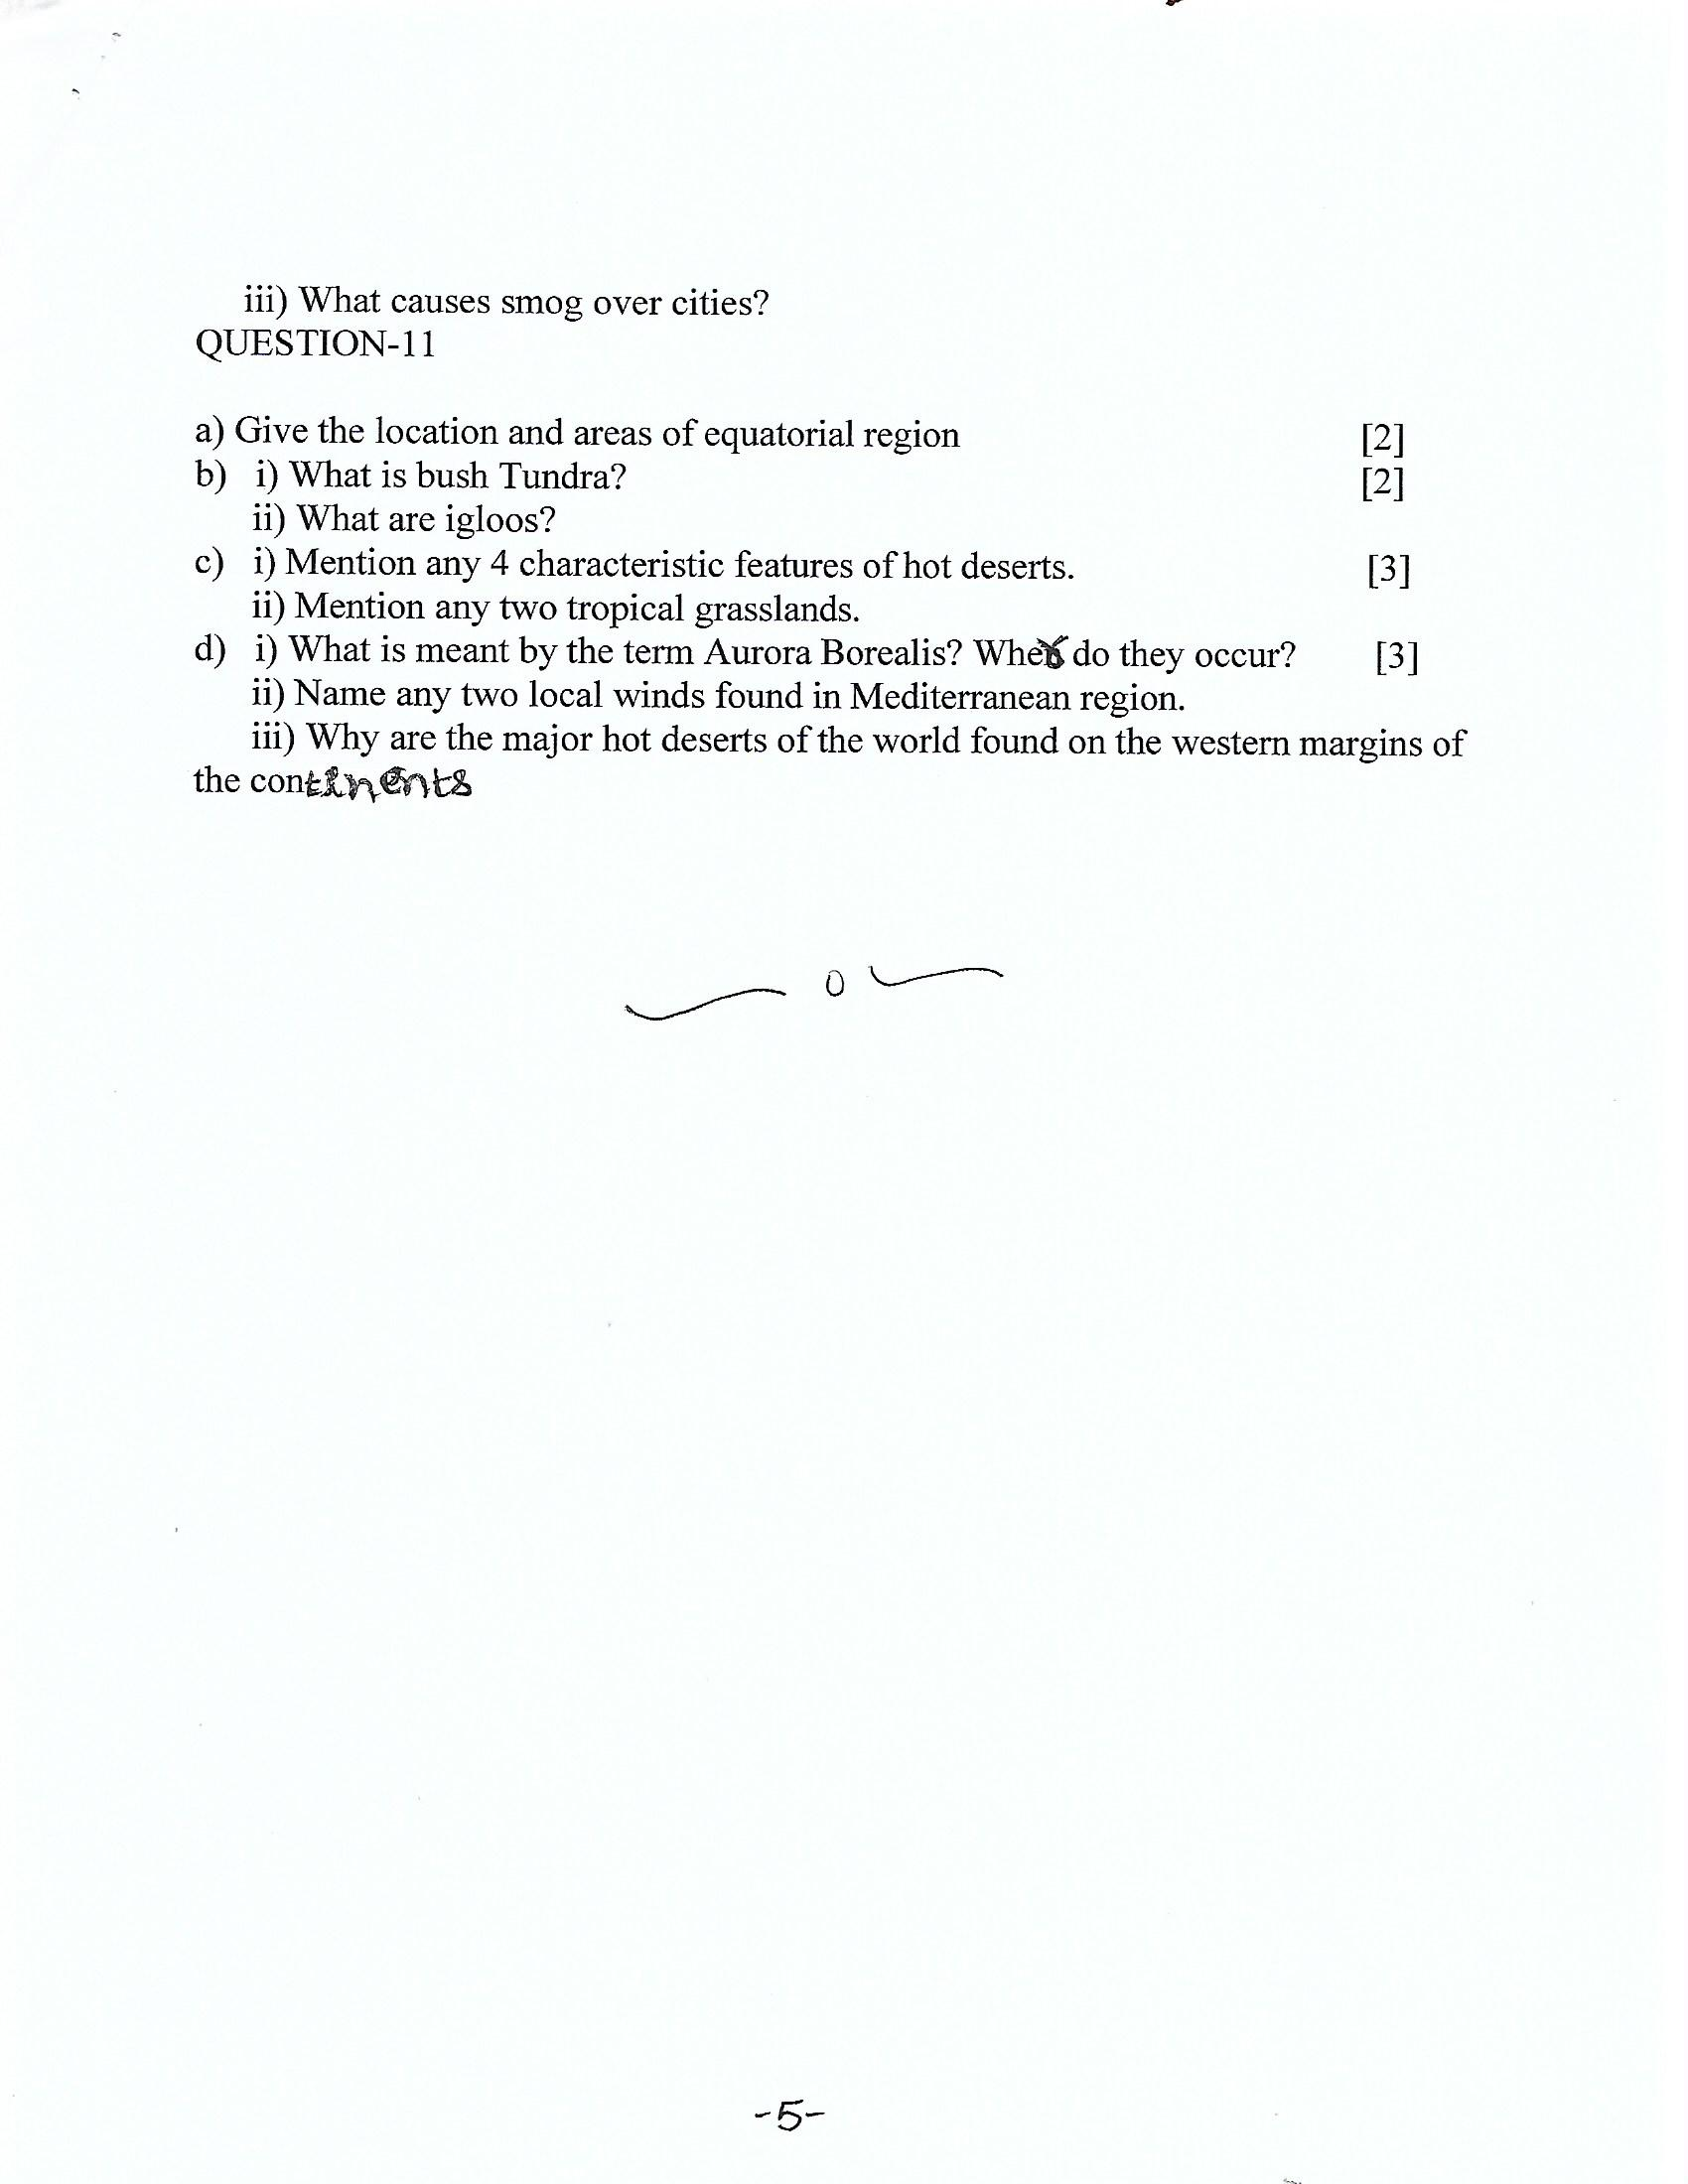 iii) What causes smog over cities?
QUESTION-11
a) Give the location and areas of equatorial region [2]
b) i) What is bush Tundra? [2]
ii) What are igloos?
c) i) Mention any 4 characteristic features of hot deserts. [3]
ii) Mention any two tropical grasslands.
d) i) What is meant by the term Aurora Borealis? Where do they occur? [3]
ii) Name any two local winds found in Mediterranean region.
iii) Why are the major hot deserts of the world found on the western margins of
the continents
0
-5-